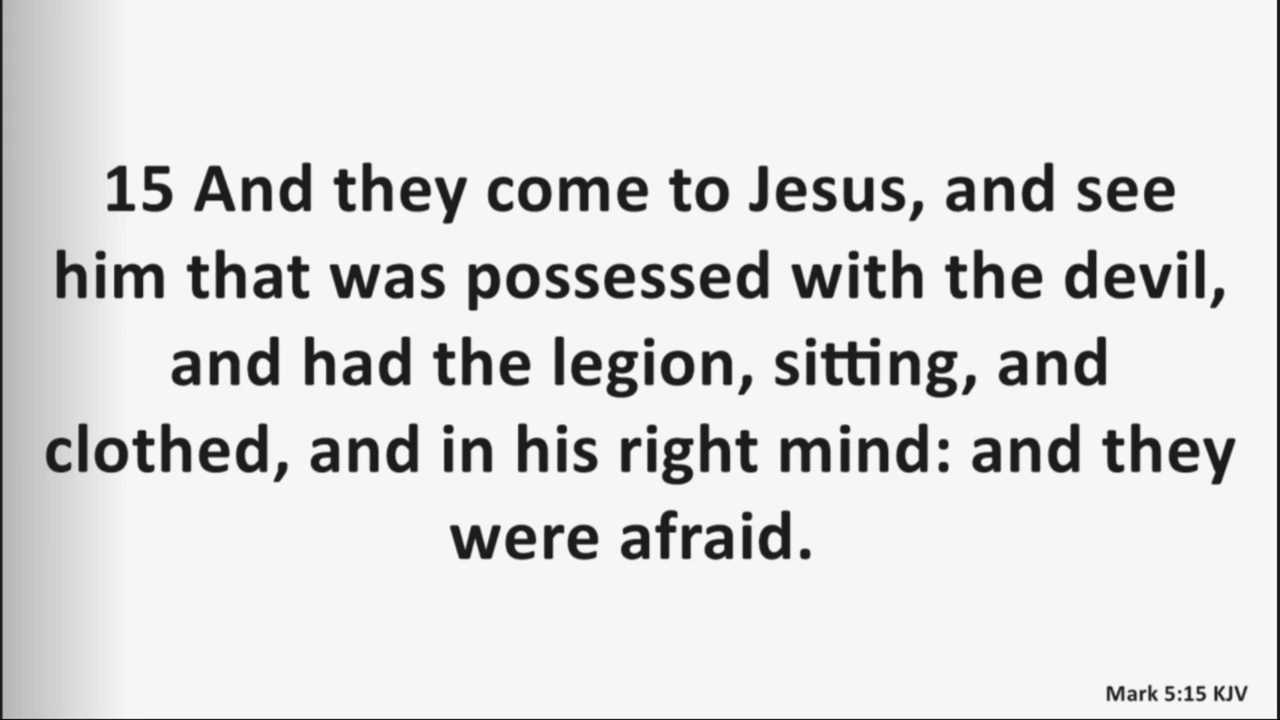 15 And they come to Jesus, and see
him that was possessed with the devil,
and had the legion, sitting, and
clothed, and in his right mind: and they
were afraid.
Mark 5:15 KJV